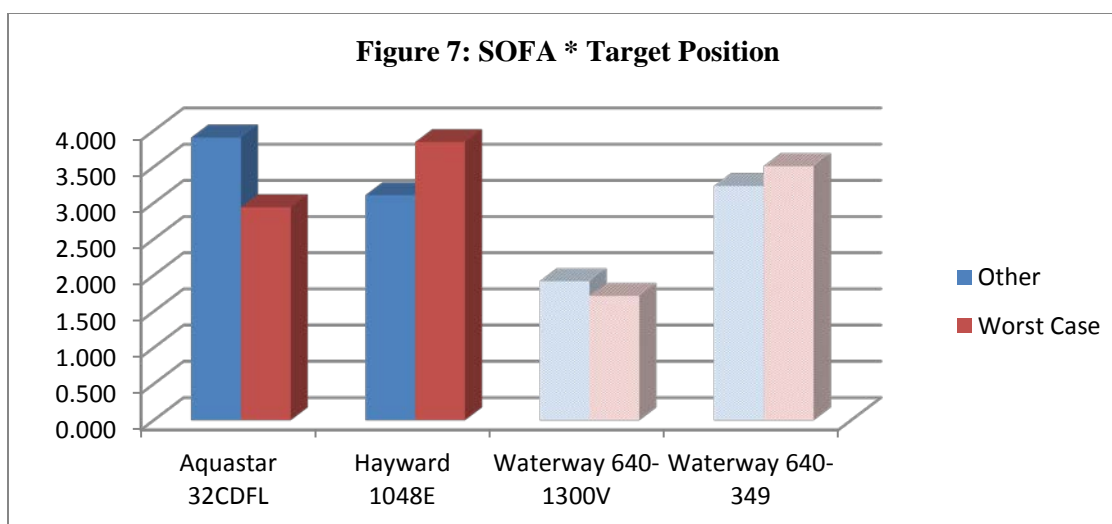 Figure 7: SOFA * Target Position
4.000
3.500
3.000
2.500
2.000
1.500
1.000
0.500
0.000
Aquastar
32CDFL
Hayward
1048E
Waterway 640-
1300V
Waterway 640-
349
Other
Worst Case